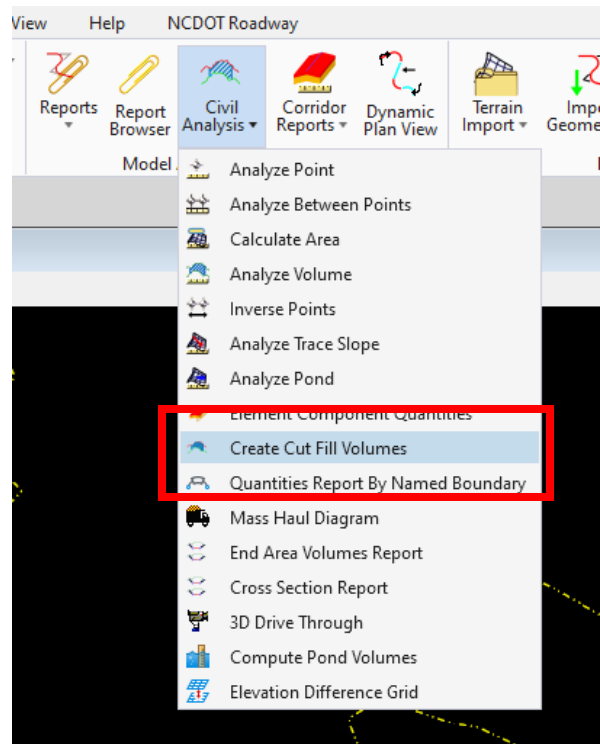 View Help NCDOT Roadway
Reports Report Browser Civil Analysis Corridor Reports Dynamic Plan View Terrain Import
Model
Analyze Point
Analyze Between Points
Calculate Area
Analyze Volume
Inverse Points
Analyze Trace Slope
Analyze Pond
Element Component Quantities
Create Cut Fill Volumes
Quantities Report By Named Boundary
Mass Haul Diagram
End Area Volumes Report
Cross Section Report
3D Drive Through
Compute Pond Volumes
Elevation Difference Grid